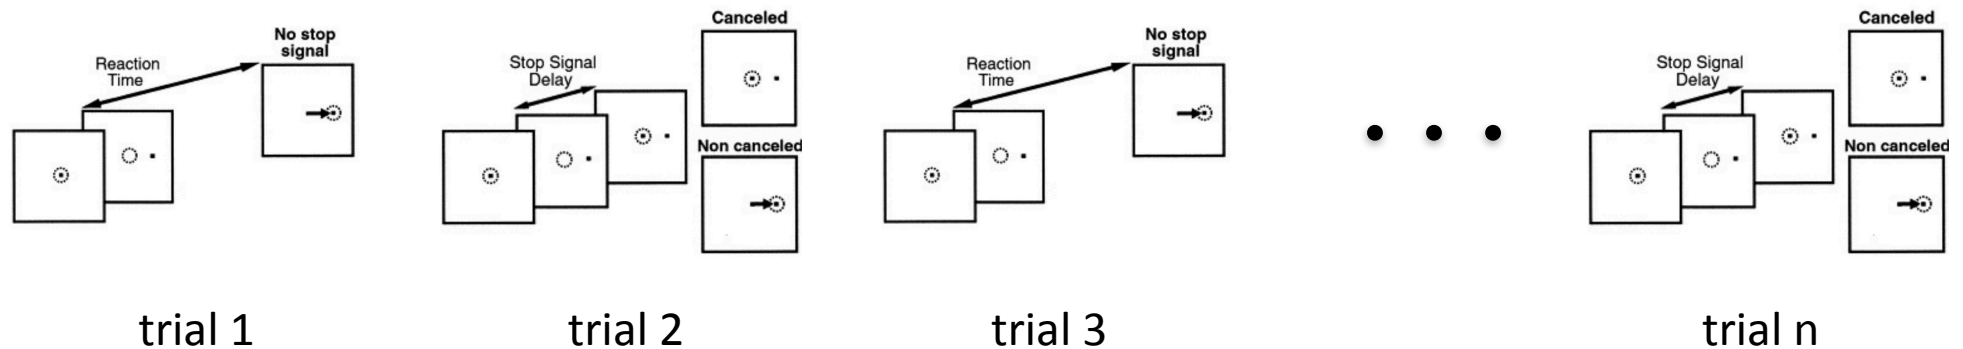 No stop
signal
Reaction
Time
trial 1
Canceled
Stop Signal
Delay
Non canceled
trial 2
No stop
signal
Reaction
Time
trial 3
Canceled
Stop Signal
Delay
Non canceled
trial n